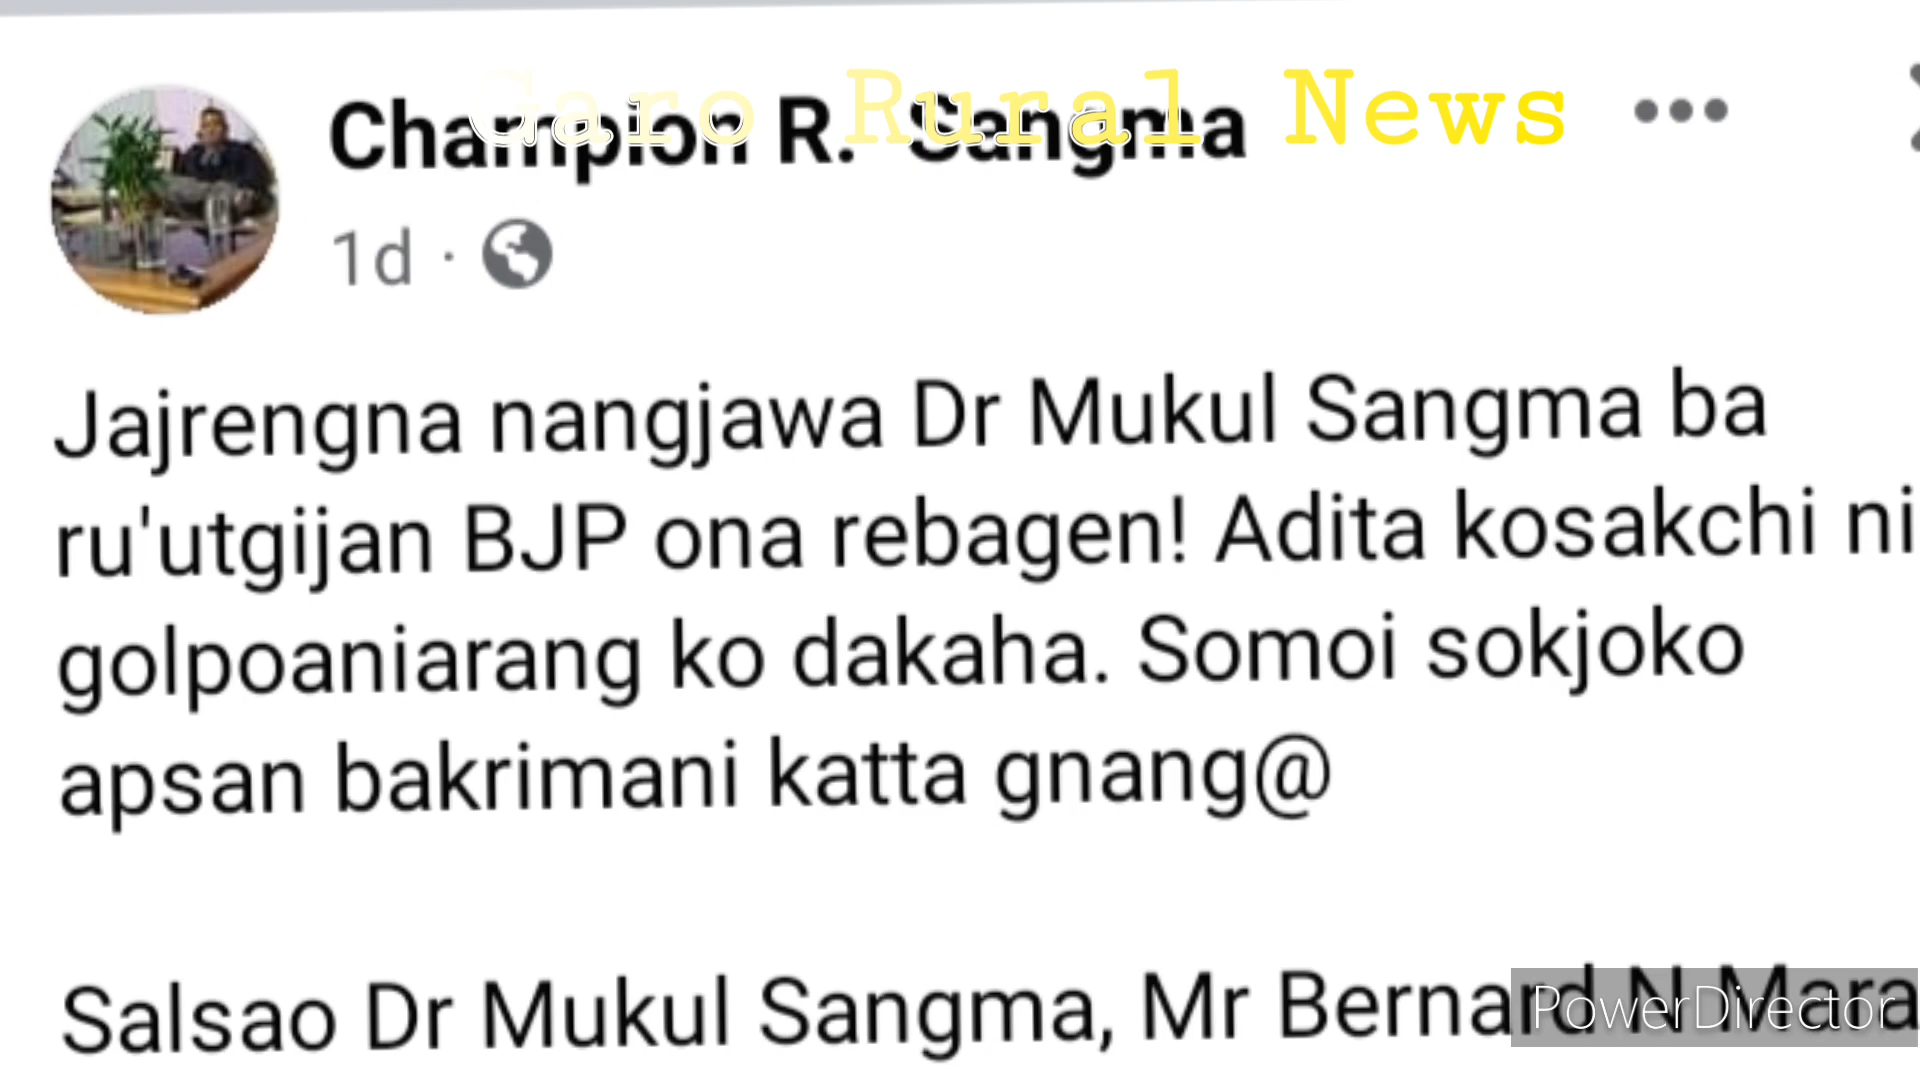 Garo Rural News
Champion R. Sangma
1d ·
Jajrengna nangjawa Dr Mukul Sangma ba
ru'utgijan BJP ona rebagen! Adita kosakchi ni
golpoaniarang ko dakaha. Somoi sokjoko
apsan bakrimani katta gnang@
Salsao Dr Mukul Sangma, Mr Bernard N Mara
PowerDirector